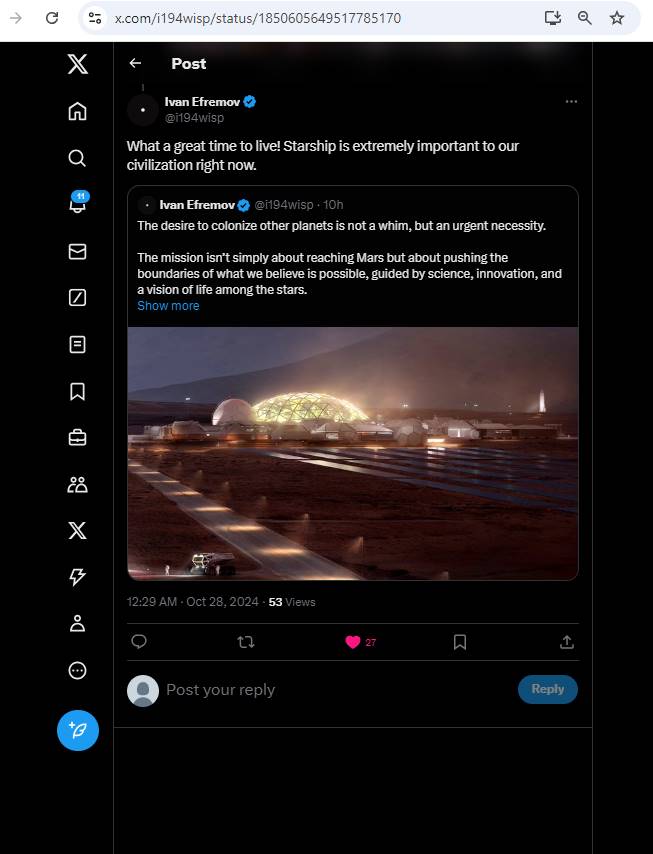 x.com/i194wisp/status/1850605649517785170
Post
Ivan Efremov
@i194wisp
What a great time to live! Starship is extremely important to our
civilization right now.
Ivan Efremov @i194wisp · 10h
The desire to colonize other planets is not a whim, but an urgent necessity.
The mission isn't simply about reaching Mars but about pushing the
boundaries of what we believe is possible, guided by science, innovation, and
a vision of life among the stars.
Show more
11
12:29 AM · Oct 28, 2024 · 53 Views
27
Post your reply
Reply